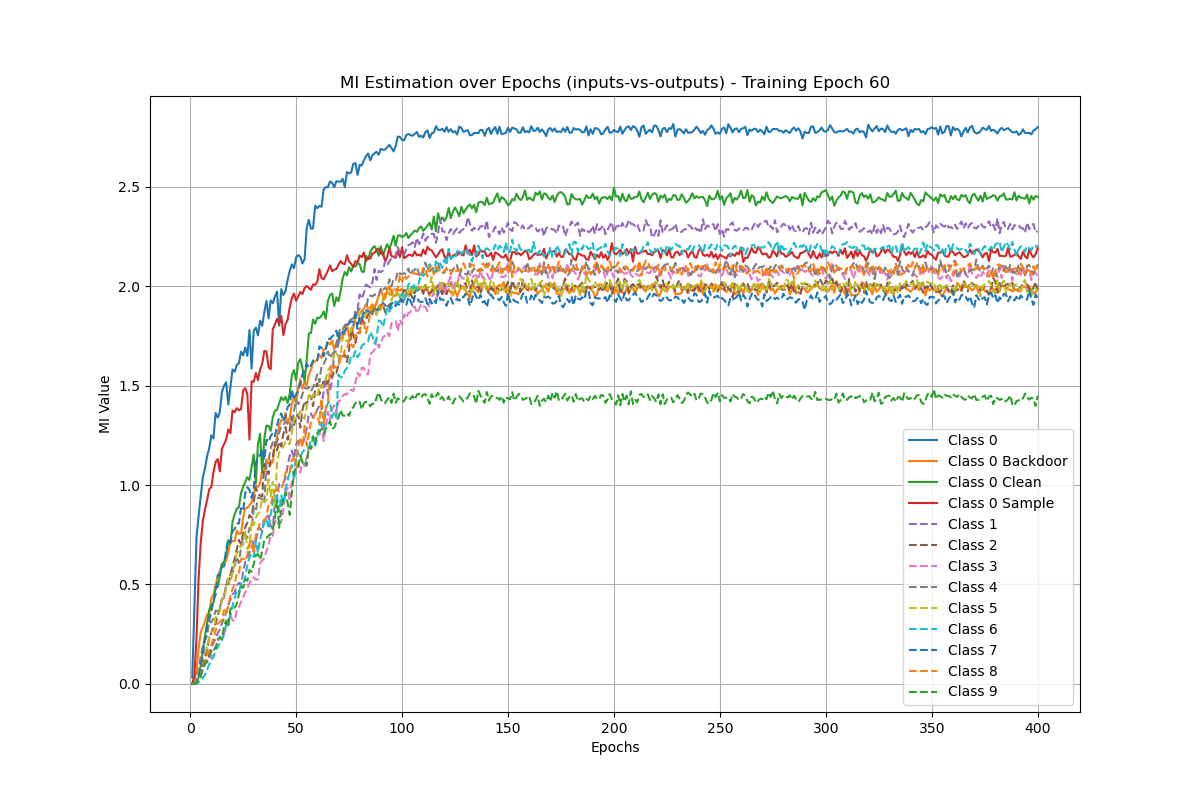 MI Estimation over Epochs (inputs-vs-outputs) - Training Epoch 60
MI Value
2.5
2.0
1.5
1.0
0.5
0.0
0 50 100 150 200 250 300 350 400
Epochs
Class 0
Class 0 Backdoor
Class 0 Clean
Class 0 Sample
Class 1
Class 2
Class 3
Class 4
Class 5
Class 6
Class 7
Class 8
Class 9